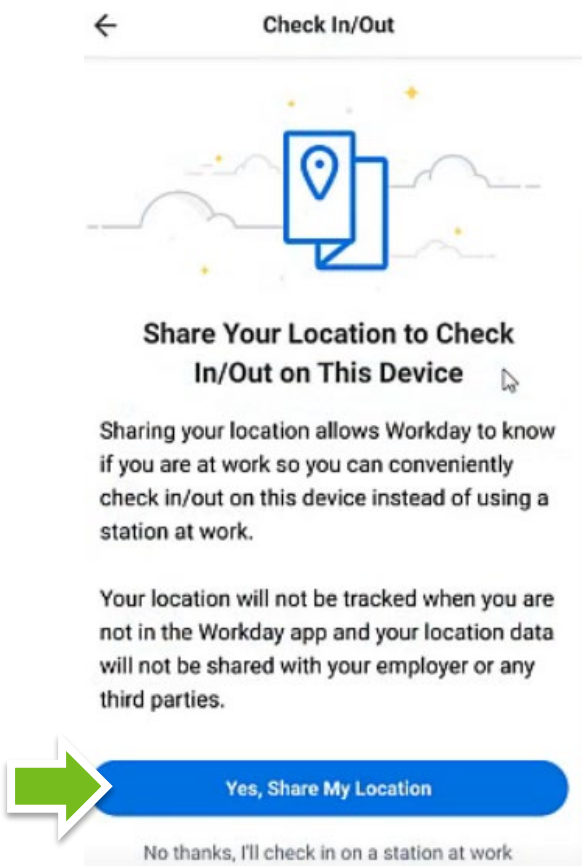 Check In/Out
Share Your Location to Check
In/Out on This Device
Sharing your location allows Workday to know
if you are at work so you can conveniently
check in/out on this device instead of using a
station at work.
Your location will not be tracked when you are
not in the Workday app and your location data
will not be shared with your employer or any
third parties.
Yes, Share My Location
No thanks, I'll check in on a station at work